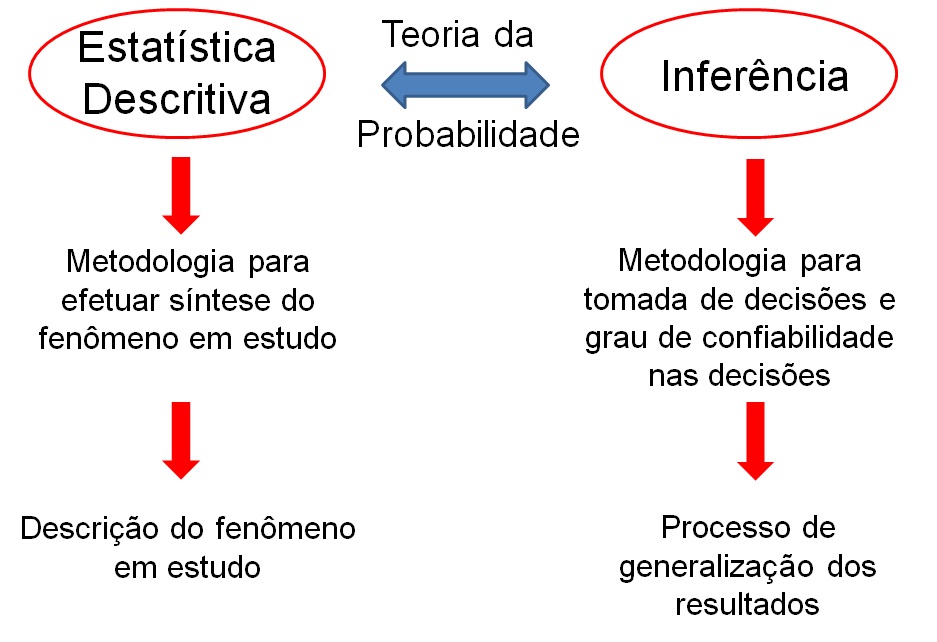 Estatística
Descritiva
Teoria da
Probabilidade
Inferência
Metodologia para
efetuar síntese do
fenômeno em estudo
Descrição do fenômeno
em estudo
Metodologia para
tomada de decisões e
grau de confiabilidade
nas decisões
Processo de
generalização dos
resultados